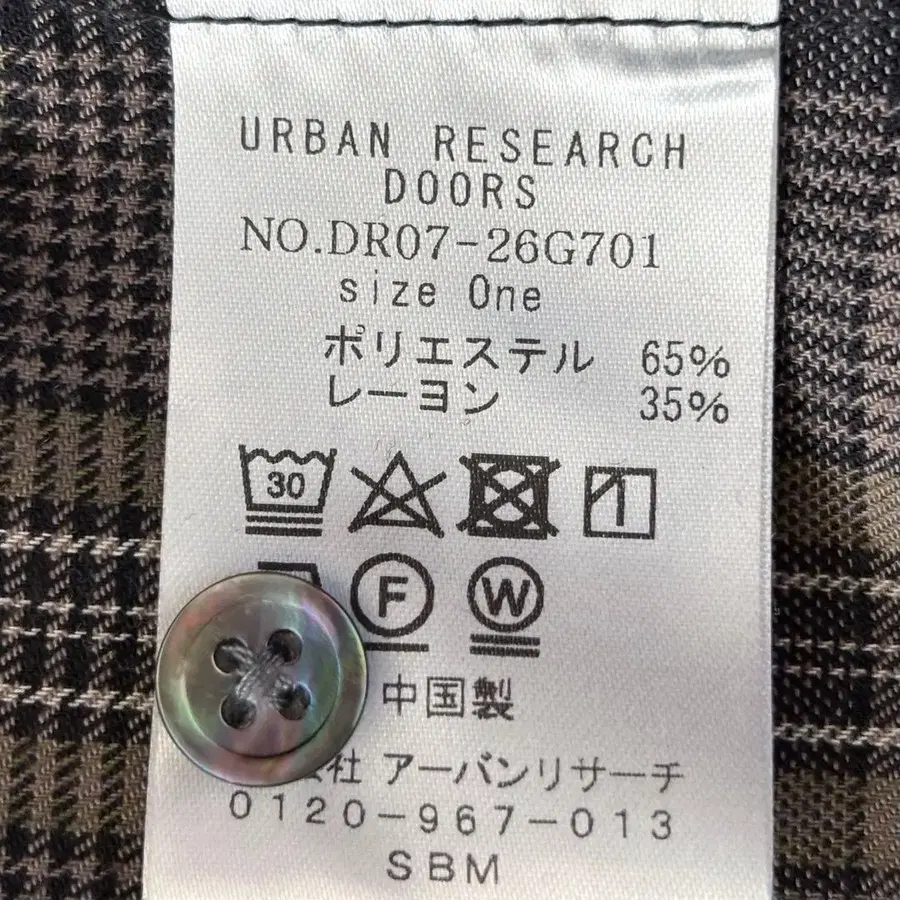 URBAN RESEARCH
DOORS
NO.DR07-26G701
size One
ポリエステル 65%
レーヨン 35%
30
F W
中国製
社 アーバンリサーチ
0120-967-013
SBM